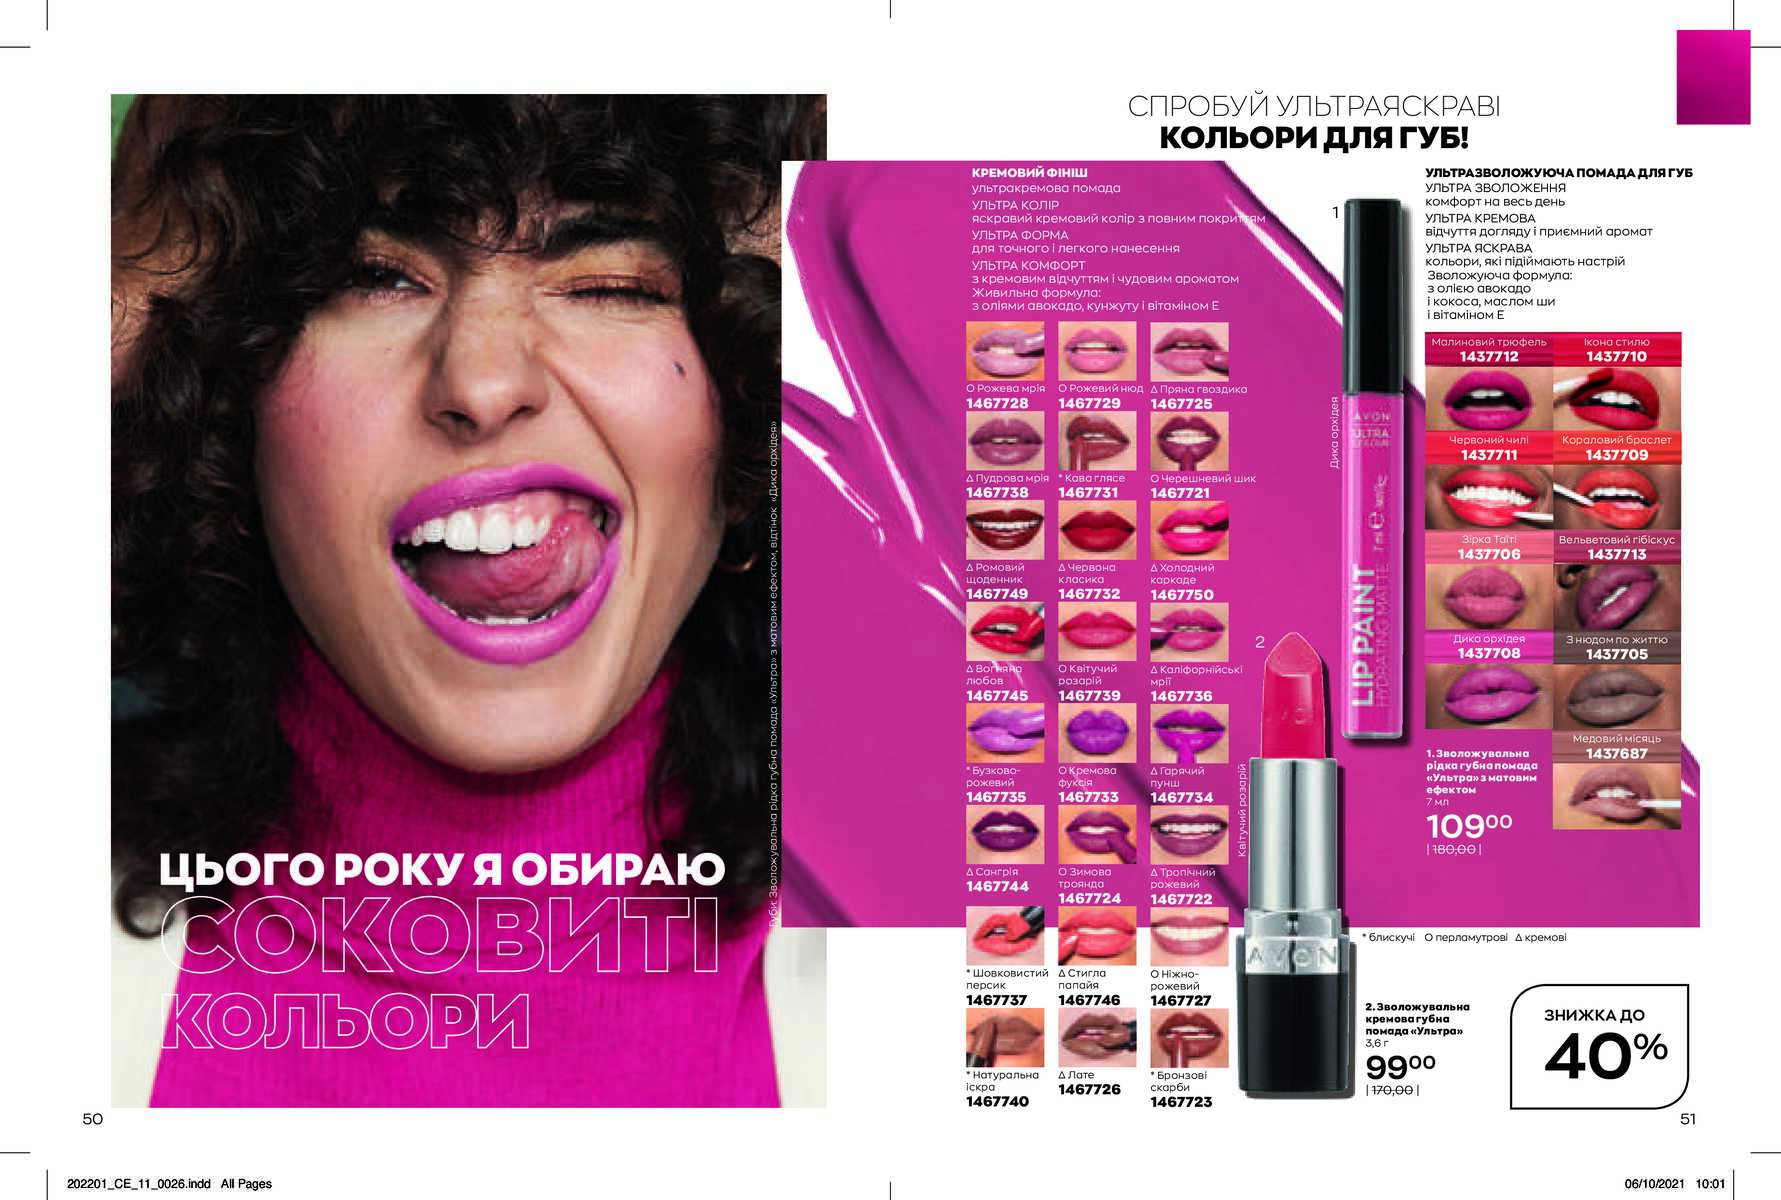 ЦЬОГО РОКУ Я ОБИРАЮ
СОКОВИТІ
КОЛЬОРИ
50
Губи: Зволожувальна рідка губна помада «Ультра» з матовим ефектом, відтінок «Дика орхідея»
СПРОБУЙ УЛЬТРАЯСКРАВІ
КОЛЬОРИ ДЛЯ ГУБ!
КРЕМОВИЙ ФІНІШ
ультракремова помада
УЛЬТРА КОЛІР
яскравий кремовий колір з повним покриттям
УЛЬТРА ФОРМА
для точного і легкого нанесення
УЛЬТРА КОМФОРТ
з кремовим відчуттям і чудовим ароматом
Живильна формула:
з оліями авокадо, кунжуту і вітаміном Е
О Рожева мрія О Рожевий нюд Δ Пряна гвоздика
1467728 1467729 1467725
Δ Пудрова мрія * Кава глясе О Черешневий шик
1467738 1467731 1467721
Δ Ромовий Δ Червона Δ Холодний
щоденник класика каркаде
1467749 1467732 1467750
Δ Вогняна О Квітучий Δ Каліфорнійські
любов розарій мрії
1467745 1467739 1467736
* Бузково- О Кремова Δ Гарячий
рожевий фуксія пунш
1467735 1467733 1467734
Δ Сангрія О Зимова Δ Тропічний
1467744 троянда рожевий
1467724 1467722
* Шовковистий Δ Стигла О Ніжно-
персик папайя рожевий
1467737 1467746 1467727
* Натуральна Δ Лате * Бронзові
іскра 1467726 скарби
1467740 1467723
1
Дика орхідея
AVON
ULTRA
LIP PAINT
HYDRATING MATTE
2
Квітучий розарій
AVON
УЛЬТРАЗВОЛОЖУЮЧА ПОМАДА ДЛЯ ГУБ
УЛЬТРА ЗВОЛОЖЕННЯ
комфорт на весь день
УЛЬТРА КРЕМОВА
відчуття догляду і приємний аромат
УЛЬТРА ЯСКРАВА
кольори, які підіймають настрій
Зволожуюча формула:
з олією авокадо
і кокоса, маслом ши
і вітаміном Е
Малиновий трюфель Ікона стилю
1437712 1437710
Червоний чилі Кораловий браслет
1437711 1437709
Зірка Таїті Вельветовий гібіскус
1437706 1437713
Дика орхідея З нюдом по життю
1437708 1437705
Медовий місяць
1437687
1. Зволожувальна
рідка губна помада
«Ультра» з матовим
ефектом
7 мл
109⁰⁰
| 180,00 |
* блискучі О перламутрові Δ кремові
2. Зволожувальна
кремова губна
помада «Ультра»
3,6 г
99⁰⁰
| 170,00 |
ЗНИЖКА ДО
40%
51
202201_CE_11_0026.indd All Pages
06/10/2021 10:01